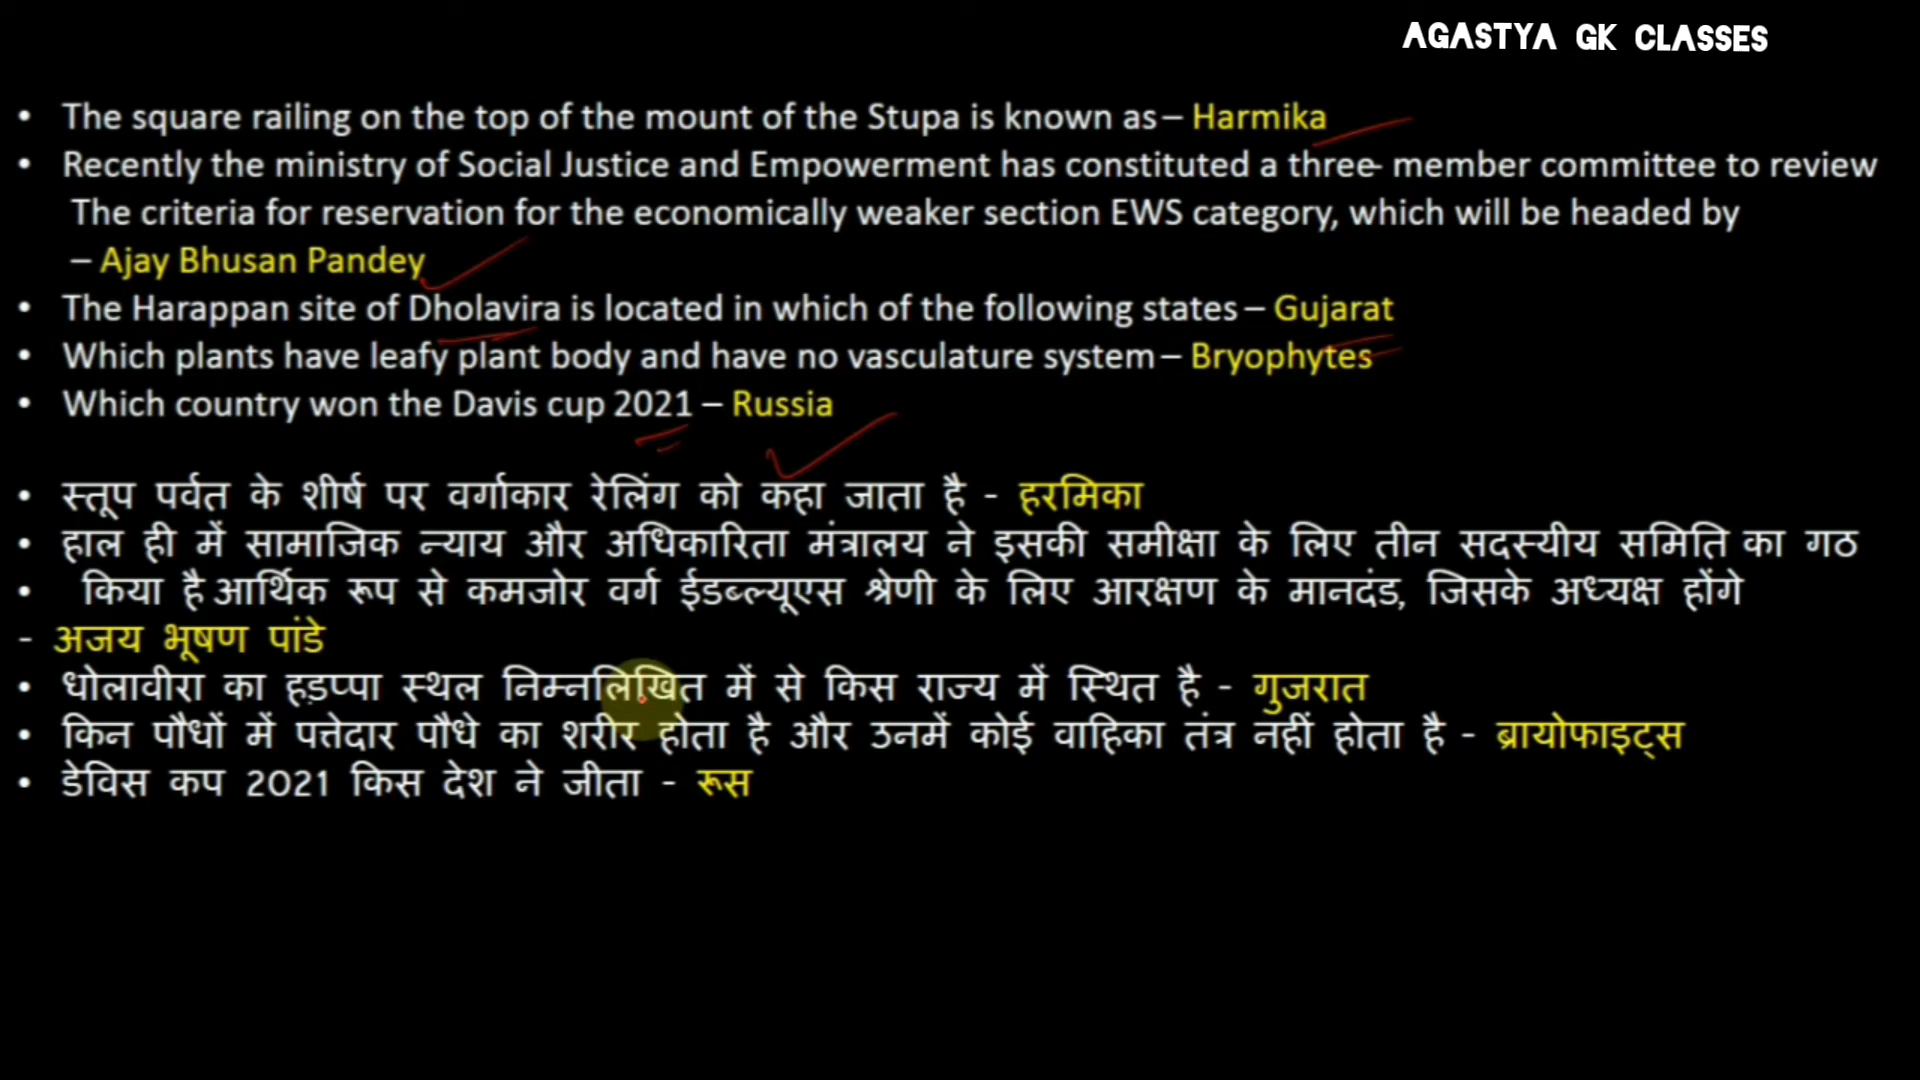 AGASTYA GK CLASSES
• The square railing on the top of the mount of the Stupa is known as – Harmika
• Recently the ministry of Social Justice and Empowerment has constituted a three- member committee to review
The criteria for reservation for the economically weaker section EWS category, which will be headed by
– Ajay Bhusan Pandey
• The Harappan site of Dholavira is located in which of the following states – Gujarat
• Which plants have leafy plant body and have no vasculature system – Bryophytes
• Which country won the Davis cup 2021 – Russia
• स्तूप पर्वत के शीर्ष पर वर्गाकार रेलिंग को कहा जाता है - हरमिका
• हाल ही में सामाजिक न्याय और अधिकारिता मंत्रालय ने इसकी समीक्षा के लिए तीन सदस्यीय समिति का गठ
• किया है आर्थिक रूप से कमजोर वर्ग ईडब्ल्यूएस श्रेणी के लिए आरक्षण के मानदंड, जिसके अध्यक्ष होंगे
- अजय भूषण पांडे
• धोलावीरा का हड़प्पा स्थल निम्नलिखित में से किस राज्य में स्थित है - गुजरात
• किन पौधों में पत्तेदार पौधे का शरीर होता है और उनमें कोई वाहिका तंत्र नहीं होता है - ब्रायोफाइट्स
• डेविस कप 2021 किस देश ने जीता - रूस